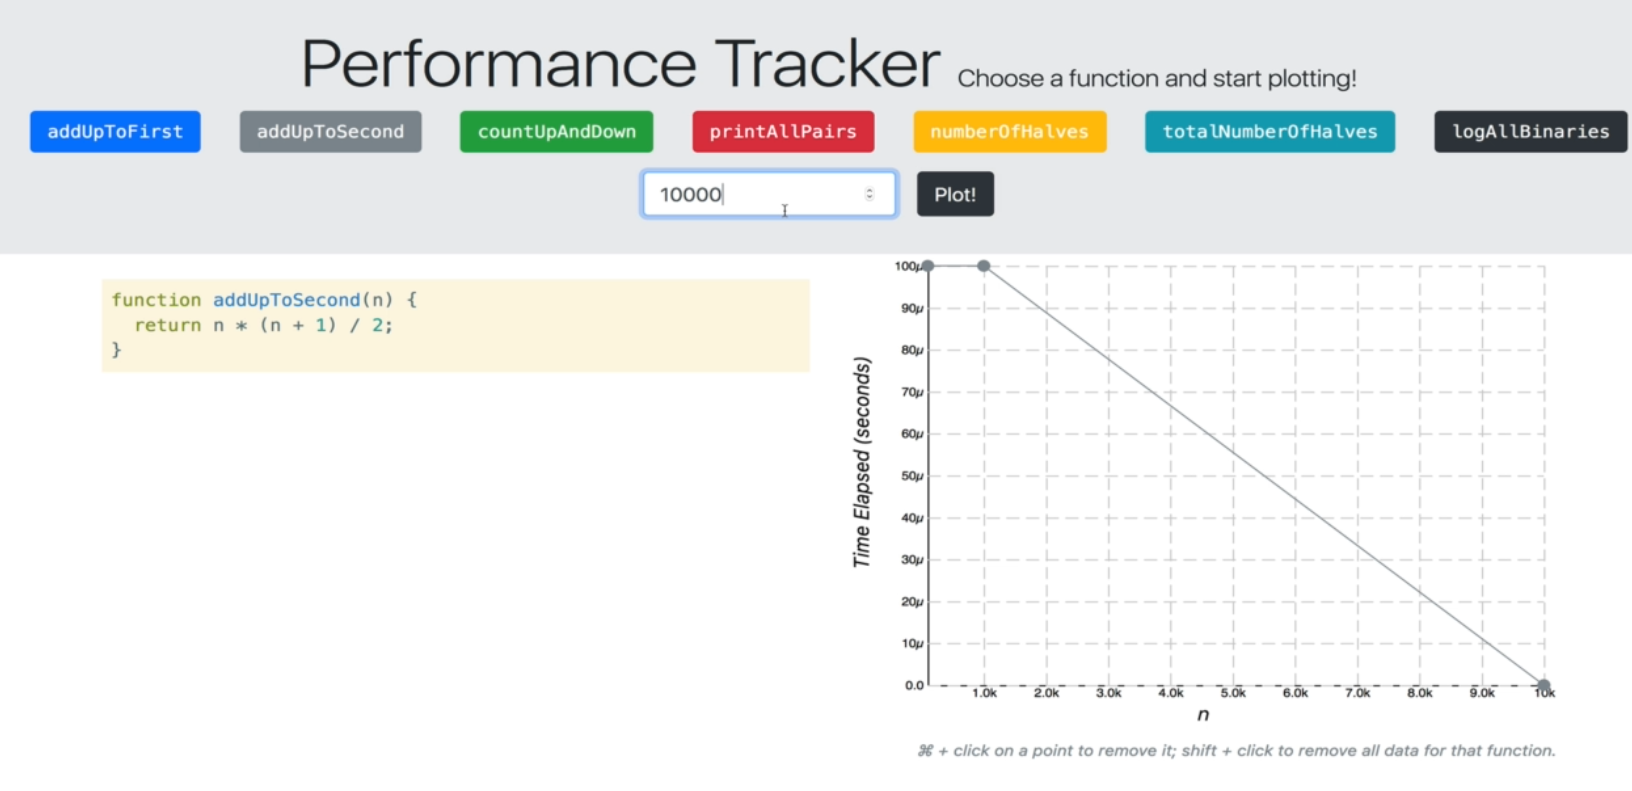 Performance Tracker Choose a function and start plotting!
addUpToFirst addUpToSecond countUpAndDown printAllPairs numberOfHalves totalNumberOfHalves logAllBinaries
10000 Plot!
function addUpToSecond(n) {
  return n * (n + 1) / 2;
}
Time Elapsed (seconds)
100μ
90μ
80μ
70μ
60μ
50μ
40μ
30μ
20μ
10μ
0.0
1.0k 2.0k 3.0k 4.0k 5.0k 6.0k 7.0k 8.0k 9.0k 10k
n
⌘ + click on a point to remove it; shift + click to remove all data for that function.